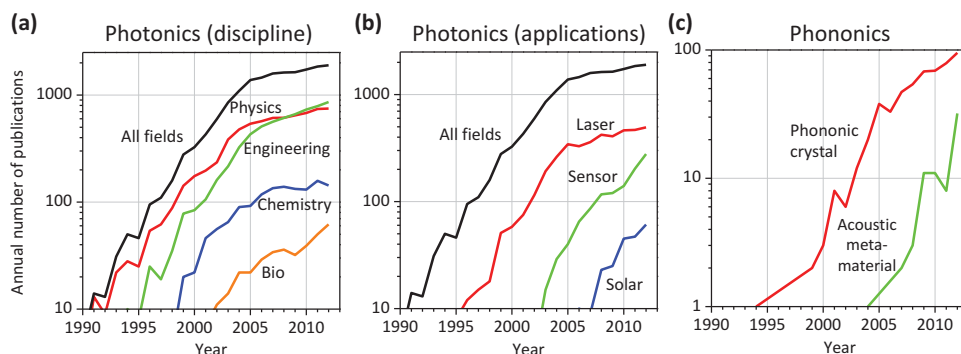 (a)
Photonics (discipline)
Annual number of publications
1000
100
10
All fields
Physics
Engineering
Chemistry
Bio
1990
1995
2000
2005
2010
Year
(b)
Photonics (applications)
1000
100
10
All fields
Laser
Sensor
Solar
1990
1995
2000
2005
2010
Year
(c)
Phononics
100
10
1
Phononic
crystal
Acoustic
meta-
material
1990
1995
2000
2005
2010
Year